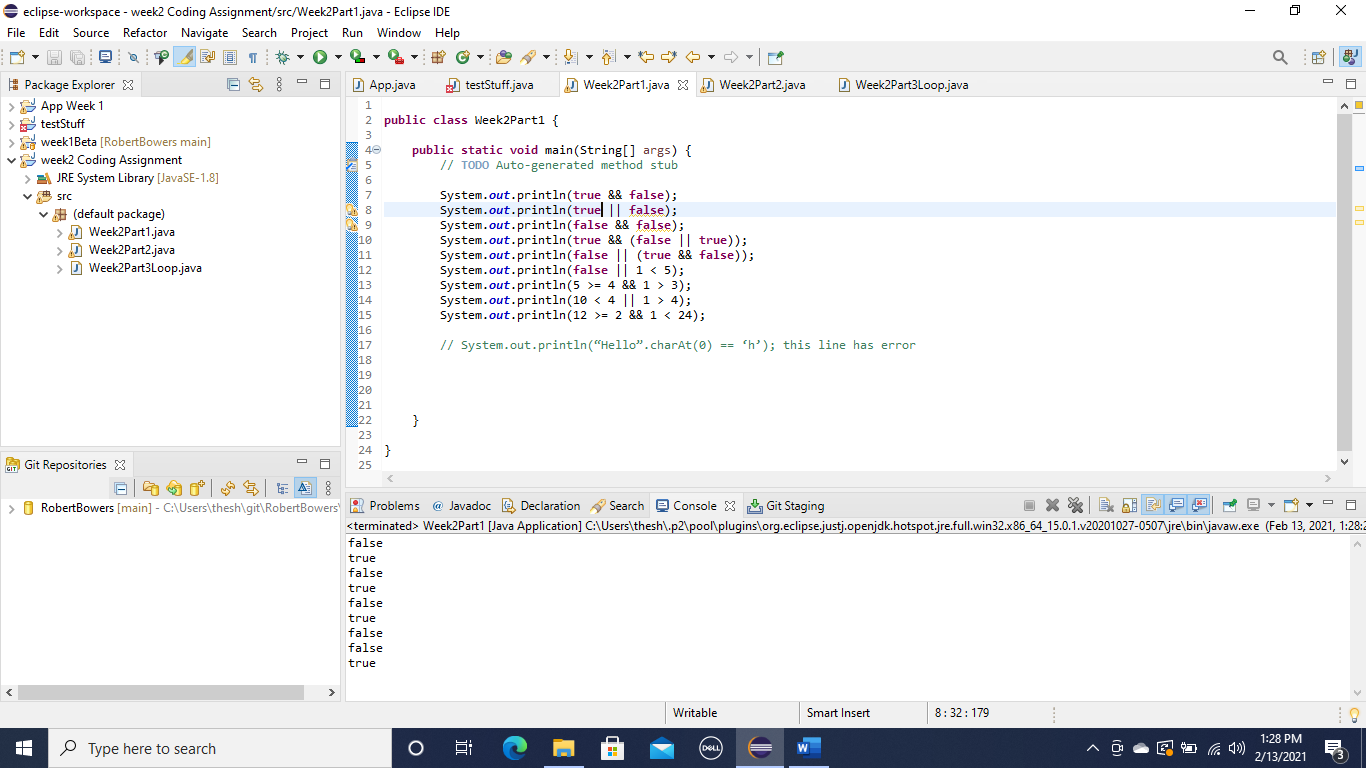 eclipse-workspace - week2 Coding Assignment/src/Week2Part1.java - Eclipse IDE
File Edit Source Refactor Navigate Search Project Run Window Help
Package Explorer
App Week 1
testStuff
week1Beta [RobertBowers main]
week2 Coding Assignment
JRE System Library [JavaSE-1.8]
src
(default package)
Week2Part1.java
Week2Part2.java
Week2Part3Loop.java
App.java testStuff.java Week2Part1.java Week2Part2.java Week2Part3Loop.java
1
2 public class Week2Part1 {
3
4 public static void main(String[] args) {
5 // TODO Auto-generated method stub
6
7 System.out.println(true && false);
8 System.out.println(true || false);
9 System.out.println(false && false);
10 System.out.println(true && (false || true));
11 System.out.println(false || (true && false));
12 System.out.println(false || 1 < 5);
13 System.out.println(5 >= 4 && 1 > 3);
14 System.out.println(10 < 4 || 1 > 4);
15 System.out.println(12 >= 2 && 1 < 24);
16
17 // System.out.println(“Hello”.charAt(0) == ‘h’); this line has error
18
19
20
21
22 }
23
24 }
25
Git Repositories
RobertBowers [main] - C:\Users\thesh\git\RobertBowers\
Problems Javadoc Declaration Search Console Git Staging
<terminated> Week2Part1 [Java Application] C:\Users\thesh\.p2\pool\plugins\org.eclipse.justj.openjdk.hotspot.jre.full.win32.x86_64_15.0.1.v20201027-0507\jre\bin\javaw.exe (Feb 13, 2021, 1:28:2
false
true
false
true
false
true
false
false
true
Writable Smart Insert 8 : 32 : 179
Type here to search
DELL
1:28 PM
2/13/2021
3